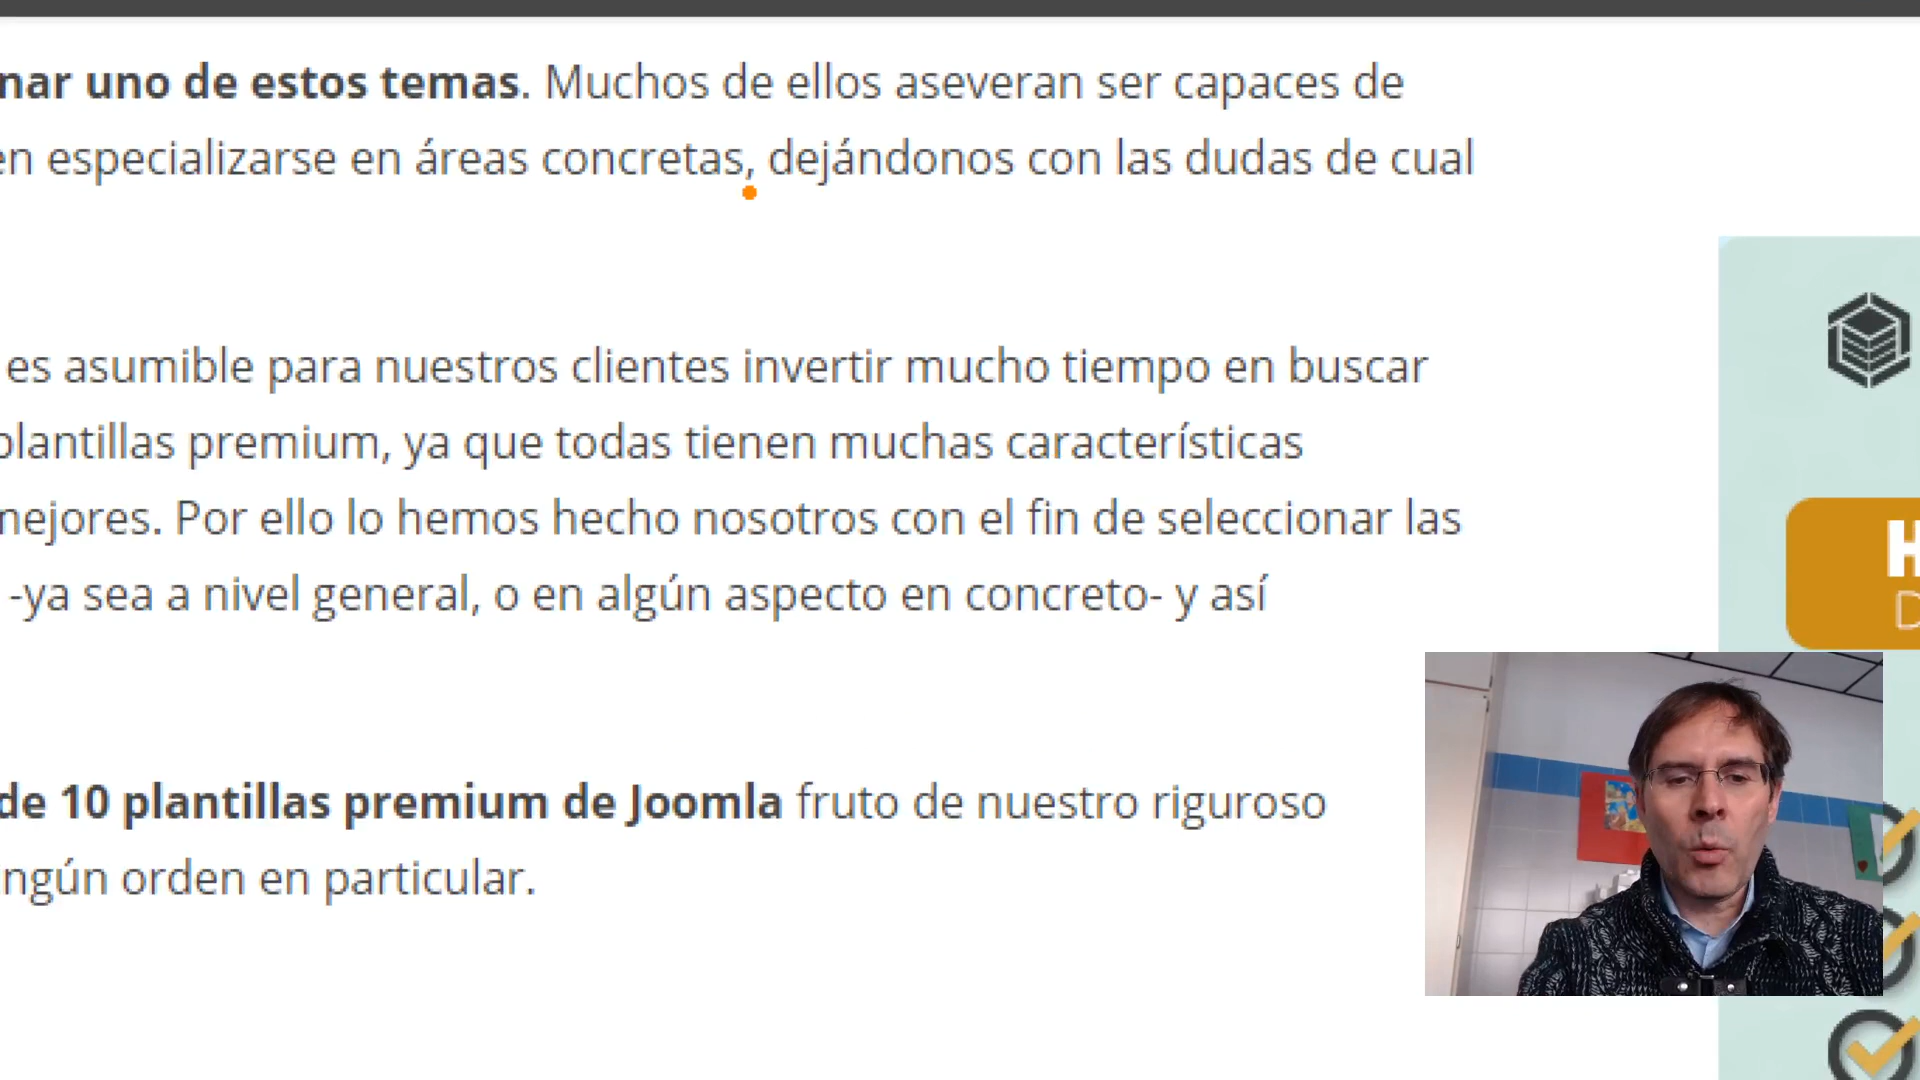 nar uno de estos temas. Muchos de ellos aseveran ser capaces de
en especializarse en áreas concretas, dejándonos con las dudas de cual
es asumible para nuestros clientes invertir mucho tiempo en buscar
plantillas premium, ya que todas tienen muchas características
mejores. Por ello lo hemos hecho nosotros con el fin de seleccionar las
-ya sea a nivel general, o en algún aspecto en concreto- y así
H
D
de 10 plantillas premium de Joomla fruto de nuestro riguroso
ngún orden en particular.